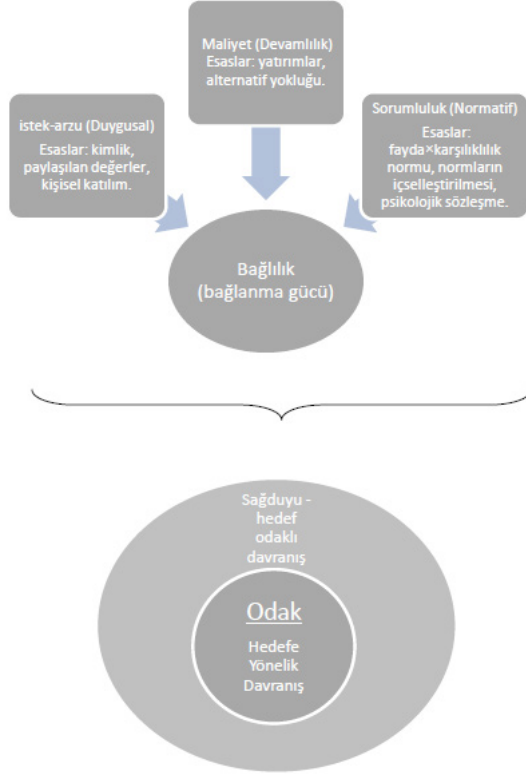 Maliyet (Devamlılık)
Esaslar: yatırımlar,
alternatif yokluğu.
istek-arzu (Duygusal)
Esaslar: kimlik,
paylaşılan değerler,
kişisel katılım.
Sorumluluk (Normatif)
Esaslar:
fayda×karşılıklılık
normu, normların
içselleştirilmesi,
psikolojik sözleşme.
Bağlılık
(bağlanma gücü)
Sağduyu -
hedef
odaklı
davranış
Odak
Hedefe
Yönelik
Davranış